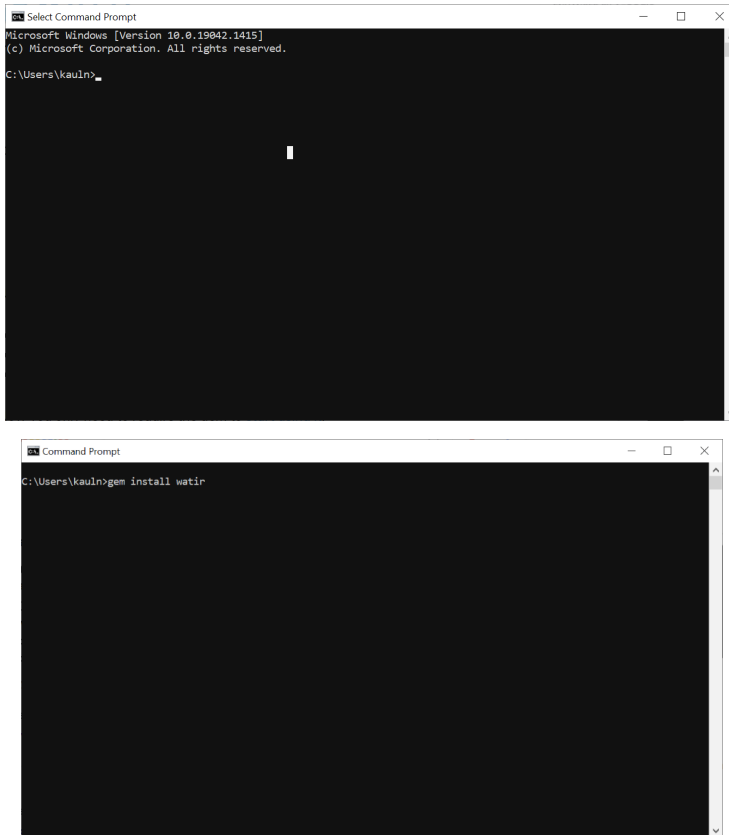 Select Command Prompt
Microsoft Windows [Version 10.0.19042.1415]
(c) Microsoft Corporation. All rights reserved.
C:\Users\kauln>
Command Prompt
C:\Users\kauln>gem install watir